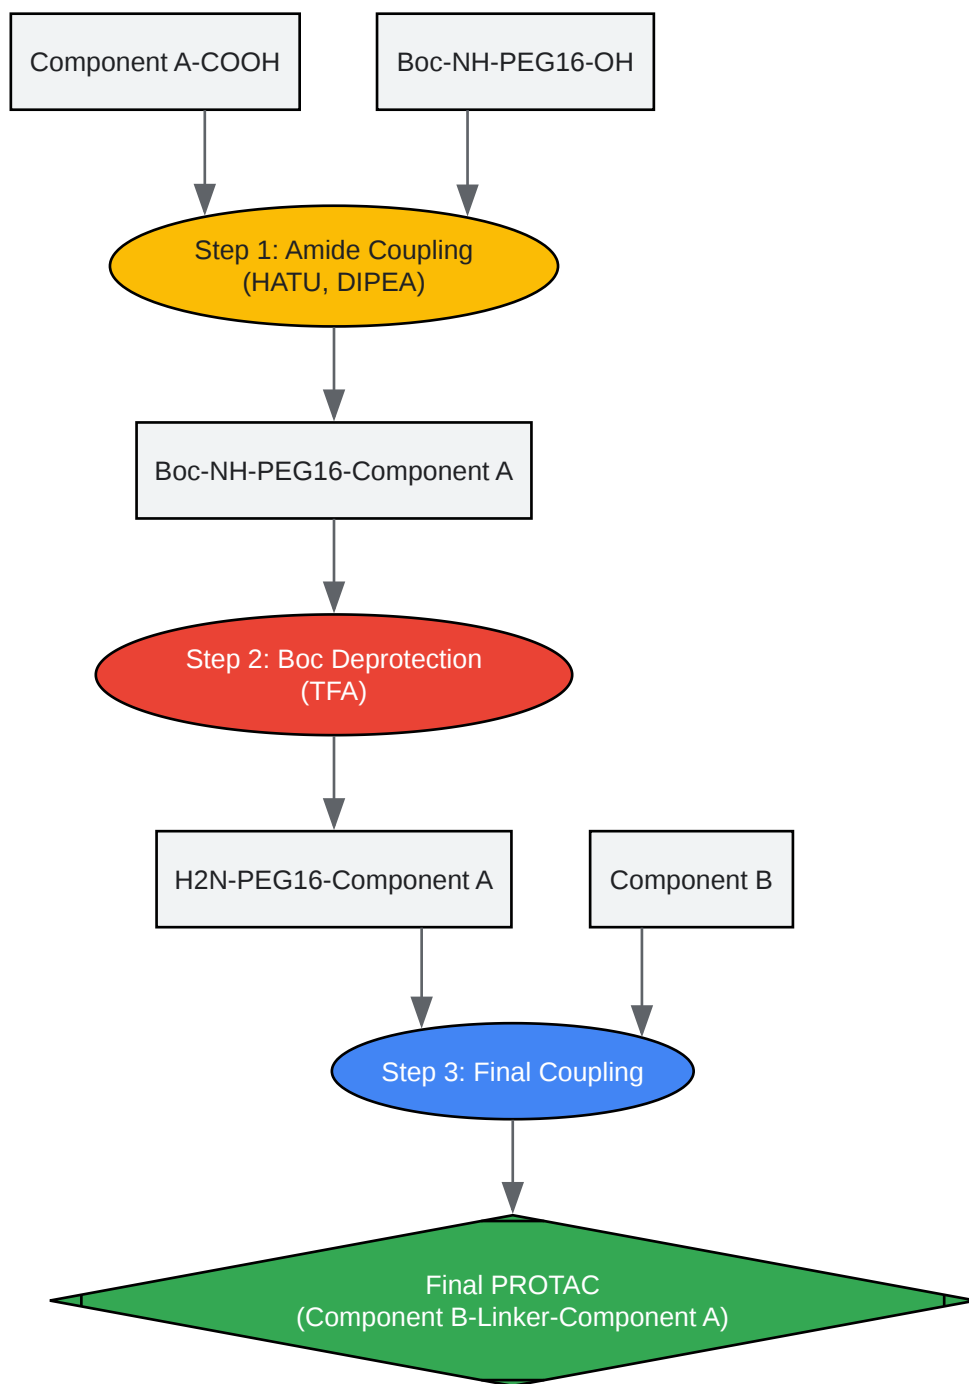 Component A-COOH
Boc-NH-PEG16-OH
Step 1: Amide Coupling
(HATU, DIPEA)
Boc-NH-PEG16-Component A
Step 2: Boc Deprotection
(TFA)
H2N-PEG16-Component A
Component B
Step 3: Final Coupling
Final PROTAC
(Component B-Linker-Component A)